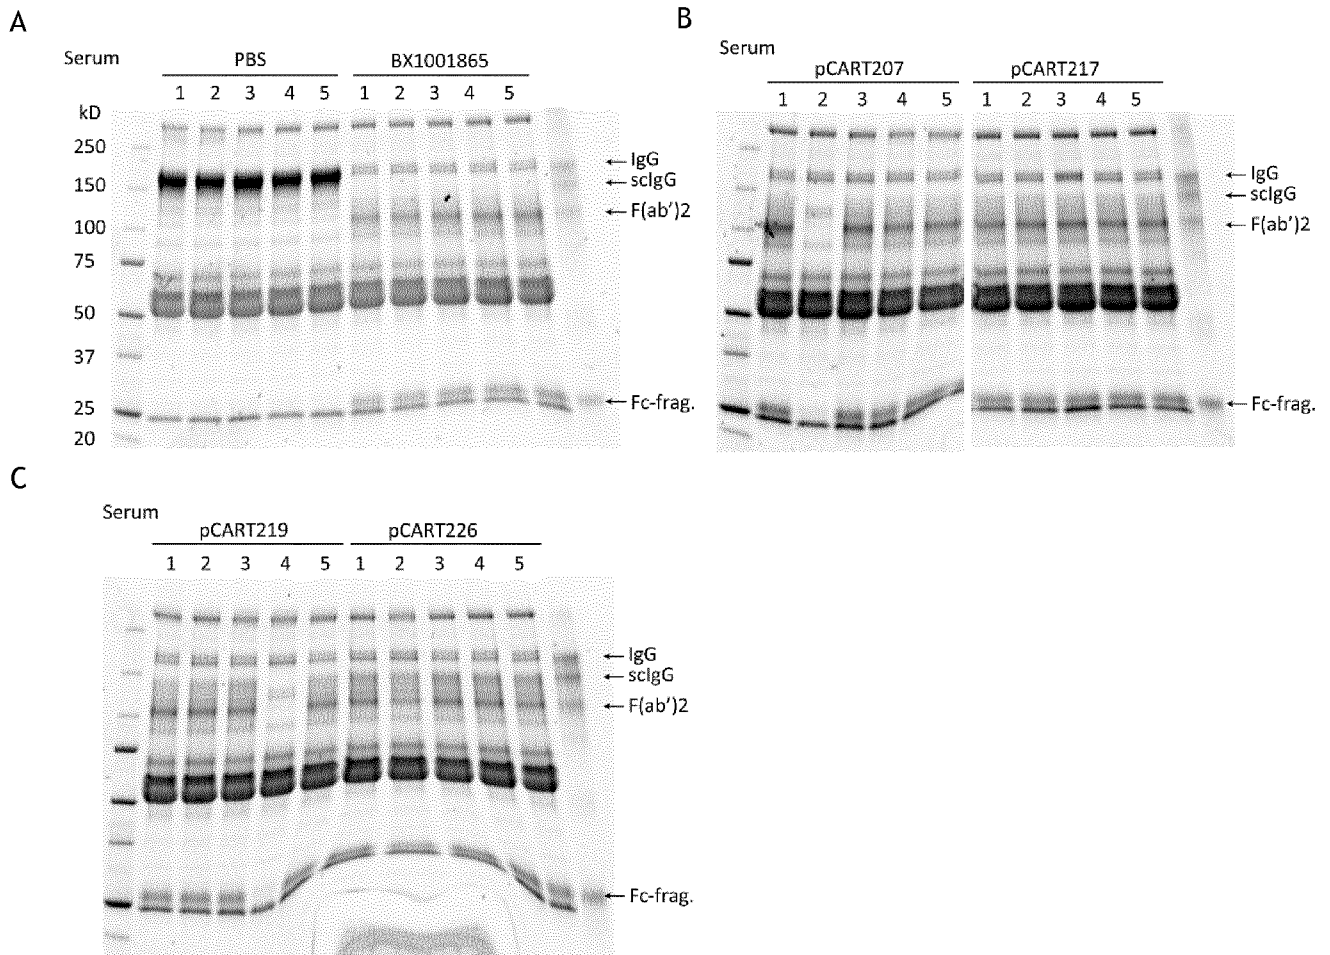 A
Serum PBS BX1001865
1 2 3 4 5 1 2 3 4 5
kD
250
150
100
75
50
37
25
20
IgG
scIgG
F(ab')2
Fc-frag.
B
Serum
pCART207 pCART217
1 2 3 4 5 1 2 3 4 5
IgG
scIgG
F(ab')2
Fc-frag.
C
Serum
pCART219 pCART226
1 2 3 4 5 1 2 3 4 5
IgG
scIgG
F(ab')2
Fc-frag.